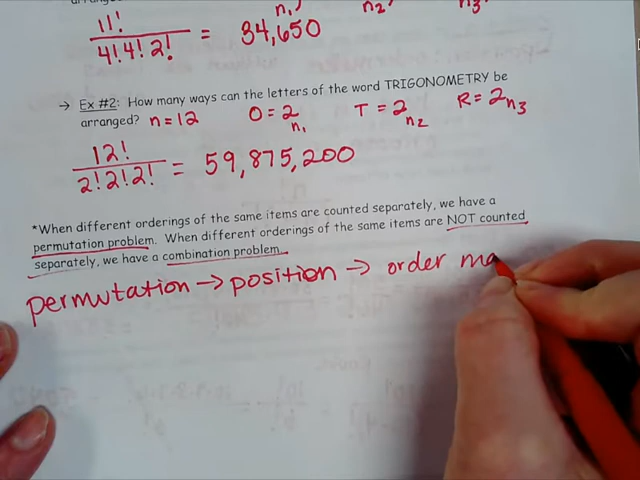 11! n₁ n₂ n₃
4!4!2! = 34,650
→ Ex #2: How many ways can the letters of the word TRIGONOMETRY be
arranged? n=12 O=2 n₁ T=2 n₂ R=2 n₃
12!
2!2!2! = 59,875,200
*When different orderings of the same items are counted separately, we have a
permutation problem. When different orderings of the same items are NOT counted
separately, we have a combination problem.
permutation → position → order ma